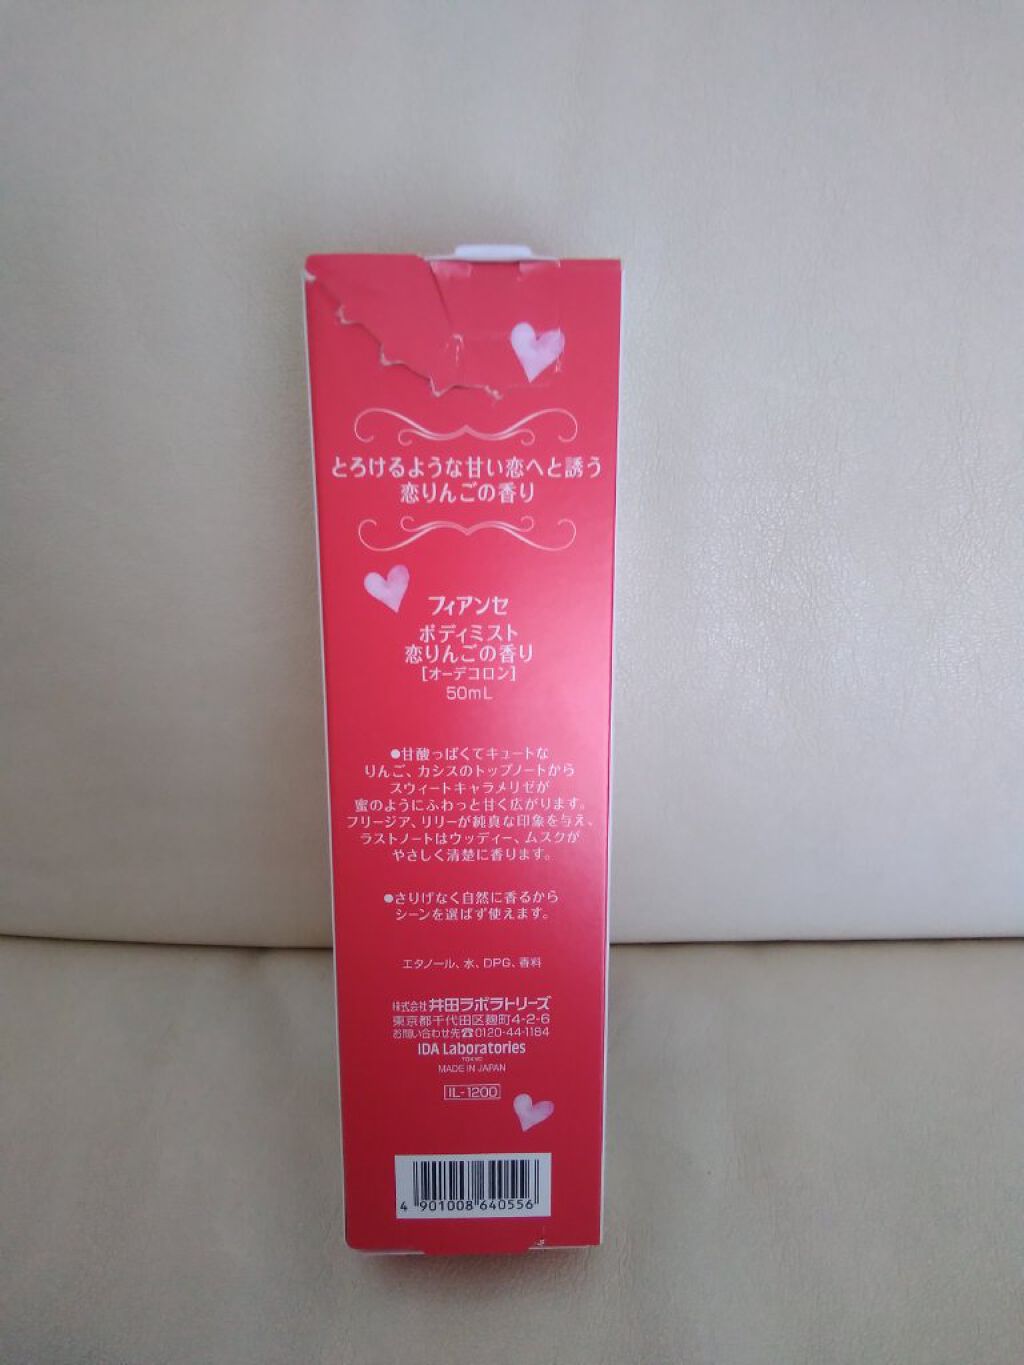 とろけるような甘い恋へと誘う
恋りんごの香り
フィアンセ
ボディミスト
恋りんごの香り
[オーデコロン]
50mL
●甘酸っぱくてキュートな
りんご、カシスのトップノートから
スウィートキャラメリゼが
蜜のようにふわっと甘く広がります。
フリージア、リリーが純真な印象を与え、
ラストノートはウッディー、ムスクが
やさしく清楚に香ります。
●さりげなく自然に香るから
シーンを選ばず使えます。
エタノール、水、DPG、香料
株式会社井田ラボラトリーズ
東京都千代田区麹町4-2-6
お問い合わせ先☎0120-44-1184
IDA Laboratories
TOKYO
MADE IN JAPAN
IL-1200
4 901008 640556